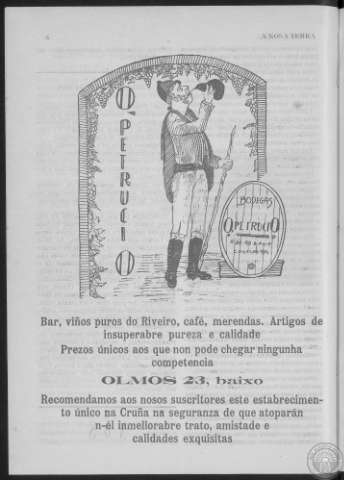 6
A NOSA TERRA
O PETRUCIO
BODEGAS
O PETRUCIO
Bar, viños puros do Riveiro, café, merendas. Artigos de
insuperabre pureza e calidade
Prezos únicos aos que non pode chegar ningunha
competencia
OLMOS 23, baixo
Recomendamos aos nosos suscritores este estabrecimen-
to único na Cruña na seguranza de que atoparán
n-él inmellorabre trato, amistade e
calidades exquisitas